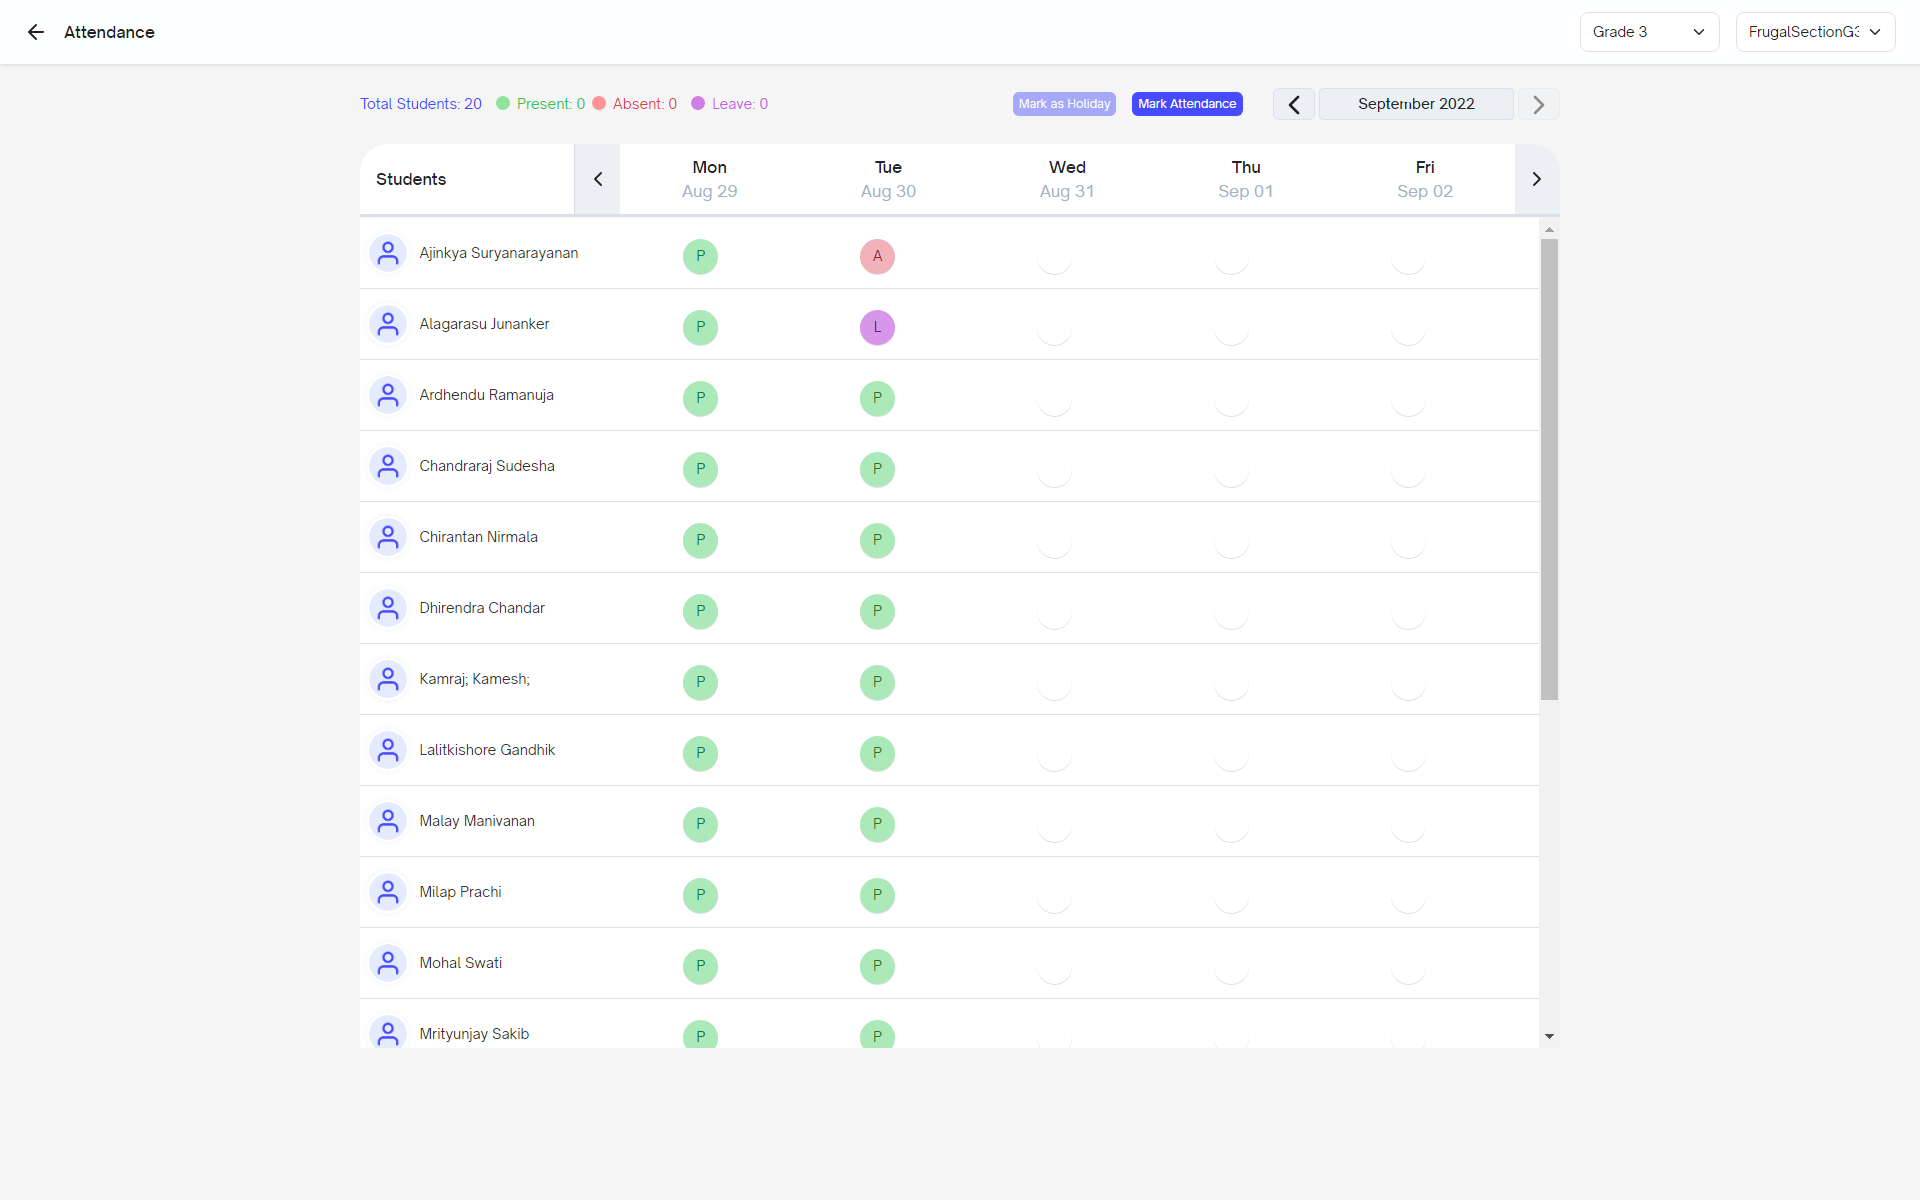 Attendance
Grade 3
FrugalSectionG3
Total Students: 20 Present: 0 Absent: 0 Leave: 0
Mark as Holiday
Mark Attendance
September 2022
Students
Mon Tue Wed Thu Fri
Aug 29 Aug 30 Aug 31 Sep 01 Sep 02
Ajinkya Suryanarayanan P A
Alagarasu Junanker P L
Ardhendu Ramanuja P P
Chandraraj Sudesha P P
Chirantan Nirmala P P
Dhirendra Chandar P P
Kamraj; Kamesh; P P
Lalitkishore Gandhik P P
Malay Manivanan P P
Milap Prachi P P
Mohal Swati P P
Mrityunjay Sakib P P